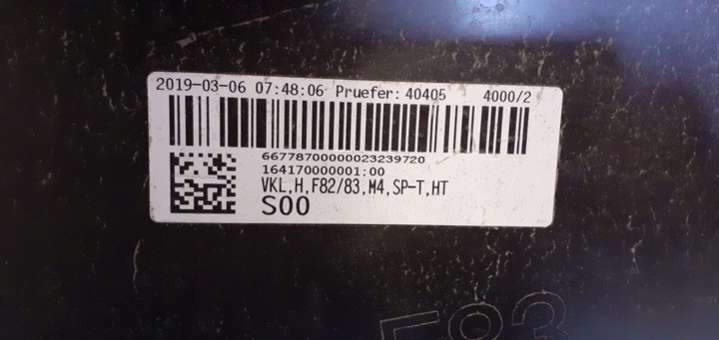 2019-03-06 07:48:06 Pruefer: 40405 4000/2
66778700000023239720
164170000001;00
VKL,H,F82/83,M4,SP-T,HT
S00
F83